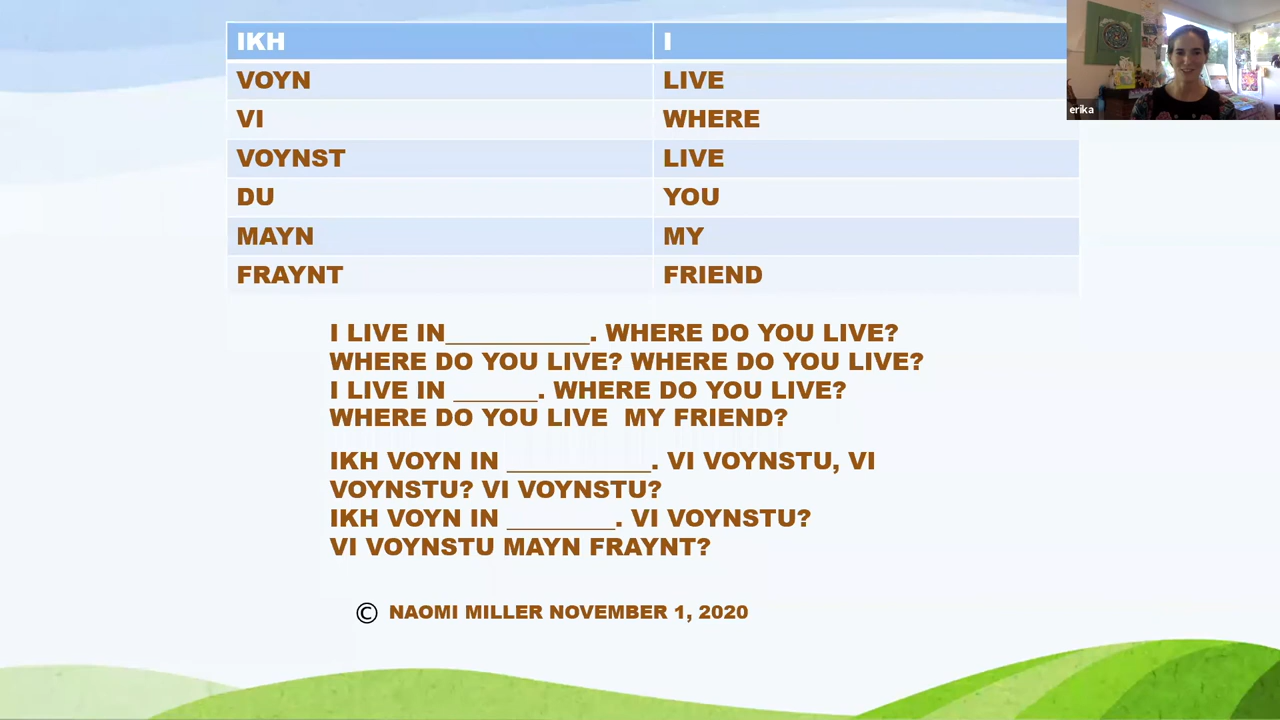 IKH I
VOYN LIVE
VI WHERE
VOYNST LIVE
DU YOU
MAYN MY
FRAYNT FRIEND
I LIVE IN___________. WHERE DO YOU LIVE?
WHERE DO YOU LIVE? WHERE DO YOU LIVE?
I LIVE IN ______. WHERE DO YOU LIVE?
WHERE DO YOU LIVE  MY FRIEND?
IKH VOYN IN ___________. VI VOYNSTU, VI
VOYNSTU? VI VOYNSTU?
IKH VOYN IN ________. VI VOYNSTU?
VI VOYNSTU MAYN FRAYNT?
© NAOMI MILLER NOVEMBER 1, 2020
erika